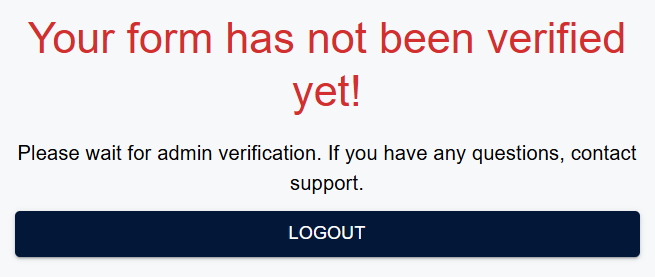 Your form has not been verified
yet!
Please wait for admin verification. If you have any questions, contact
support.
LOGOUT